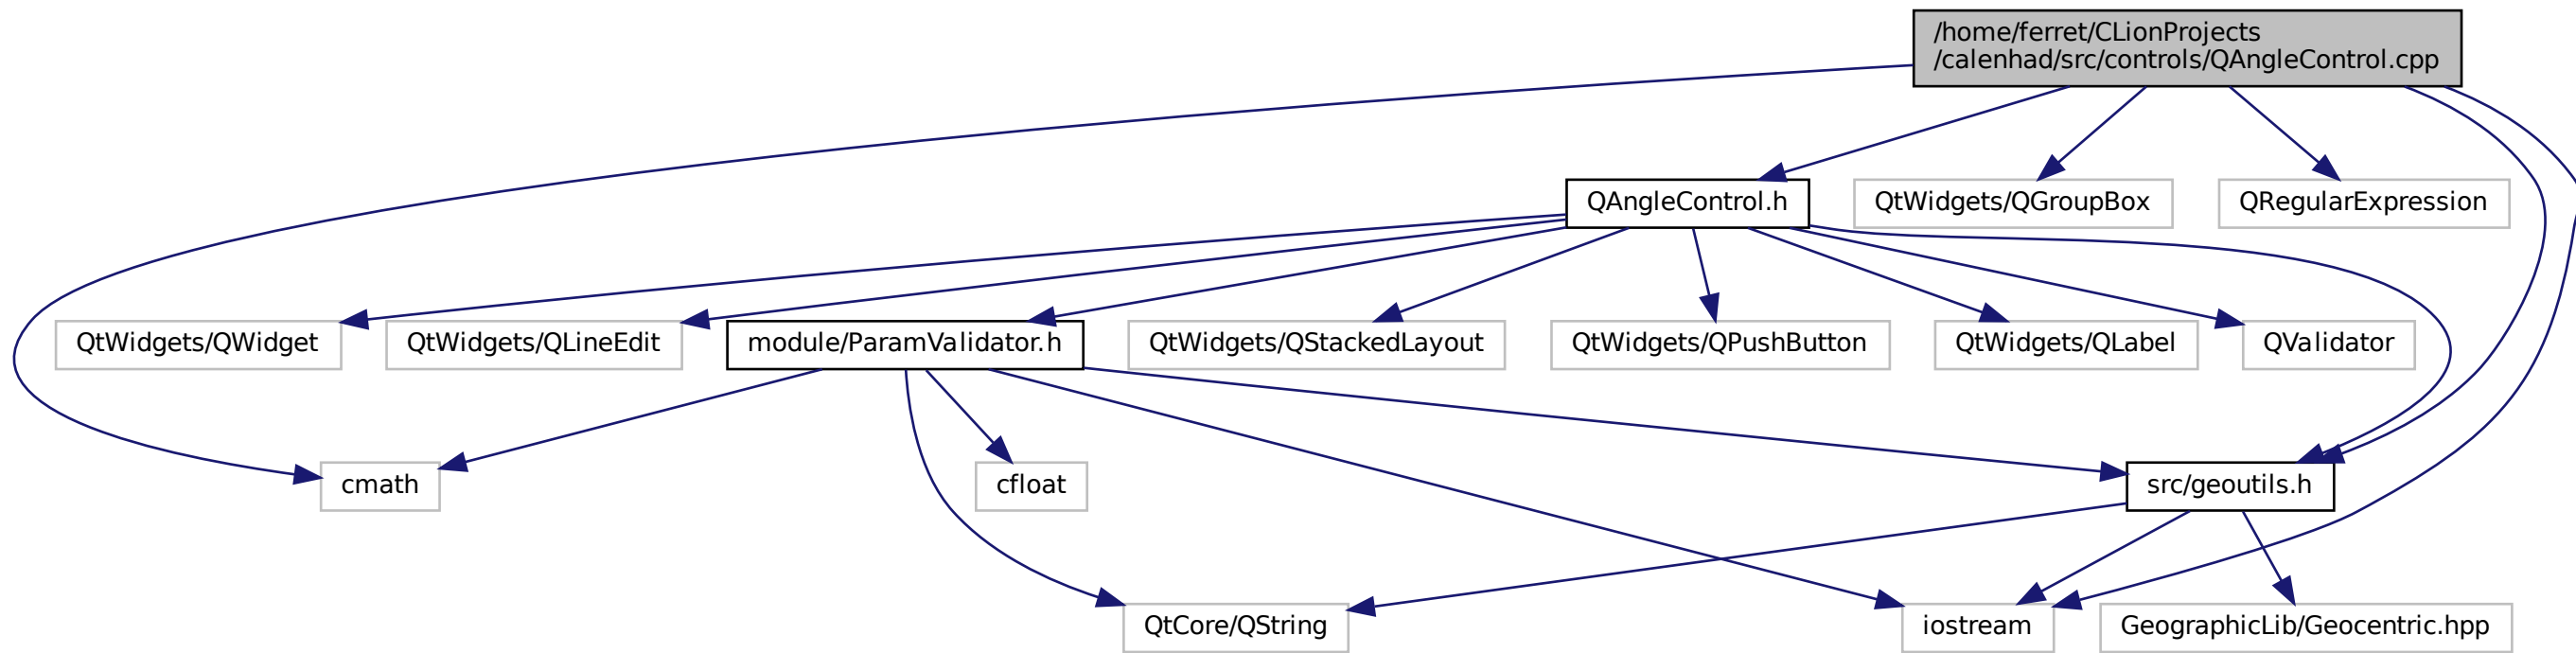 /home/ferret/CLionProjects
/calenhad/src/controls/QAngleControl.cpp
QAngleControl.h
QtWidgets/QGroupBox
QRegularExpression
QtWidgets/QWidget
QtWidgets/QLineEdit
module/ParamValidator.h
QtWidgets/QStackedLayout
QtWidgets/QPushButton
QtWidgets/QLabel
QValidator
cmath
cfloat
src/geoutils.h
QtCore/QString
iostream
GeographicLib/Geocentric.hpp